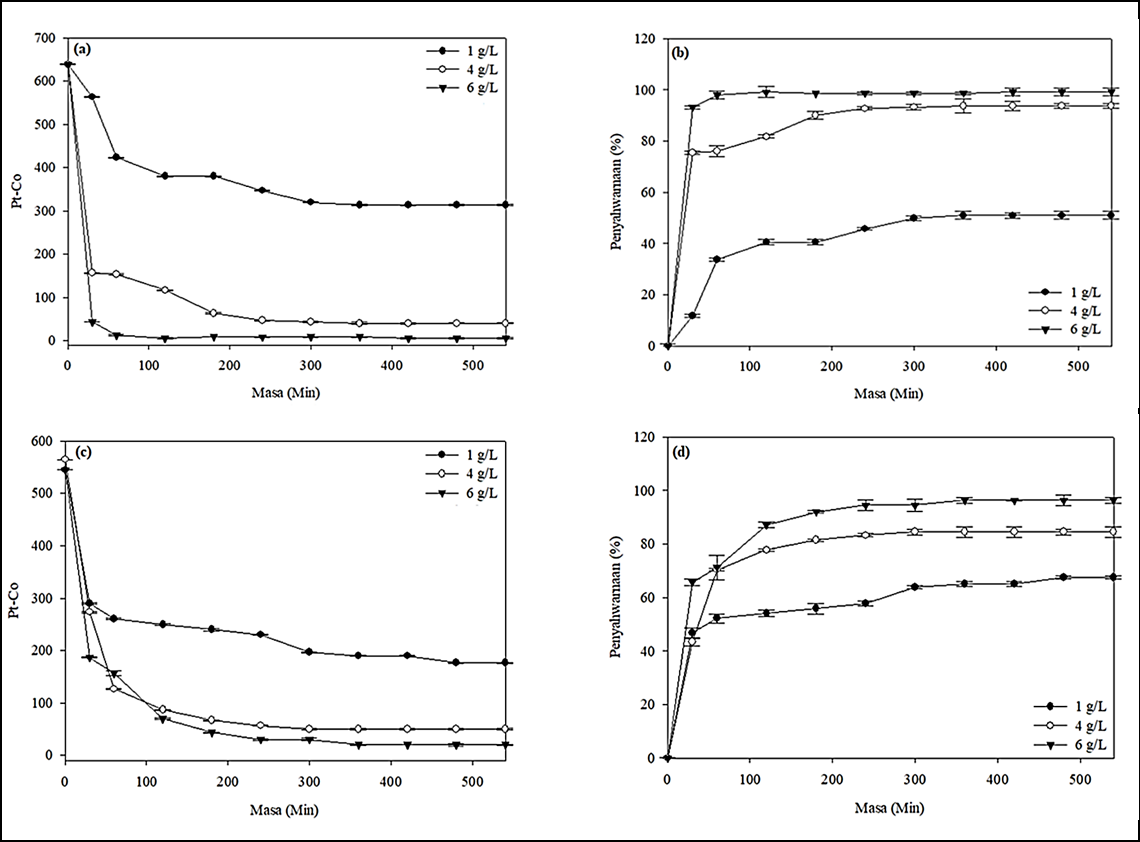 (a)
1 g/L
4 g/L
6 g/L
700
600
500
400
300
200
100
0
Pt-Co
0 100 200 300 400 500
Masa (Min)
(b)
120
100
80
60
40
20
0
Penyahwarnaan (%)
1 g/L
4 g/L
6 g/L
0 100 200 300 400 500
Masa (Min)
(c)
1 g/L
4 g/L
6 g/L
600
500
400
300
200
100
0
Pt-Co
0 100 200 300 400 500
Masa (Min)
(d)
120
100
80
60
40
20
0
Penyahwarnaan (%)
1 g/L
4 g/L
6 g/L
0 100 200 300 400 500
Masa (Min)